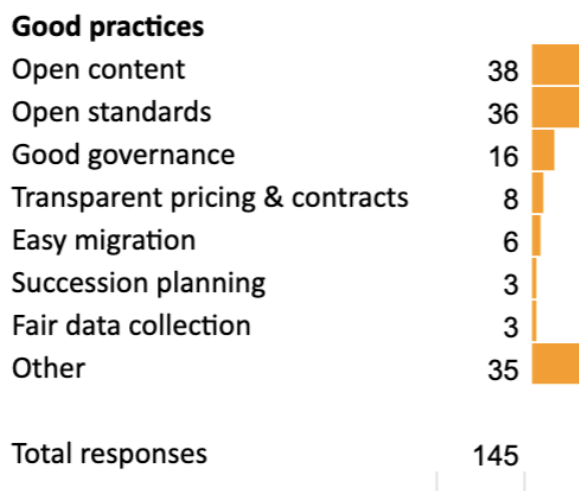 Good practices
Open content 38
Open standards 36
Good governance 16
Transparent pricing & contracts 8
Easy migration 6
Succession planning 3
Fair data collection 3
Other 35
Total responses 145